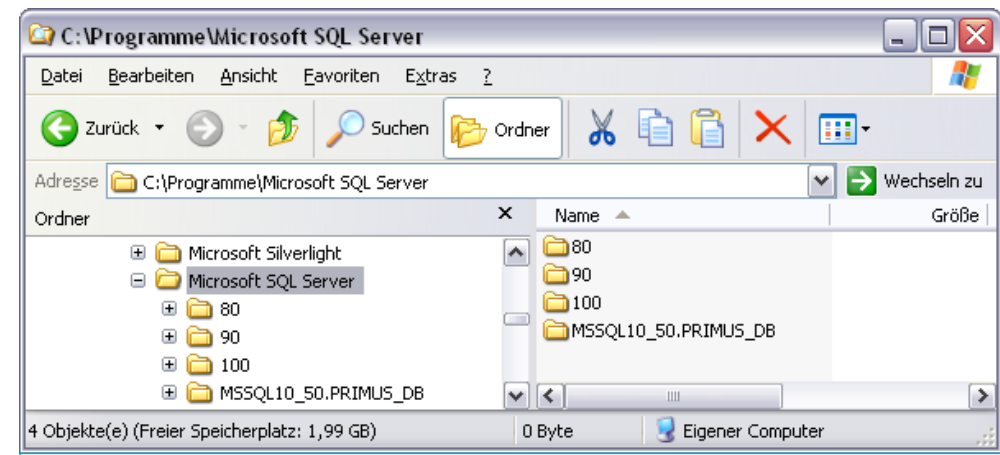 C:\Programme\Microsoft SQL Server
Datei Bearbeiten Ansicht Favoriten Extras ?
Zurück Suchen Ordner
Adresse C:\Programme\Microsoft SQL Server Wechseln zu
Ordner Name Größe
Microsoft Silverlight
Microsoft SQL Server
80
90
100
MSSQL10_50.PRIMUS_DB
80
90
100
MSSQL10_50.PRIMUS_DB
4 Objekte(e) (Freier Speicherplatz: 1,99 GB) 0 Byte Eigener Computer